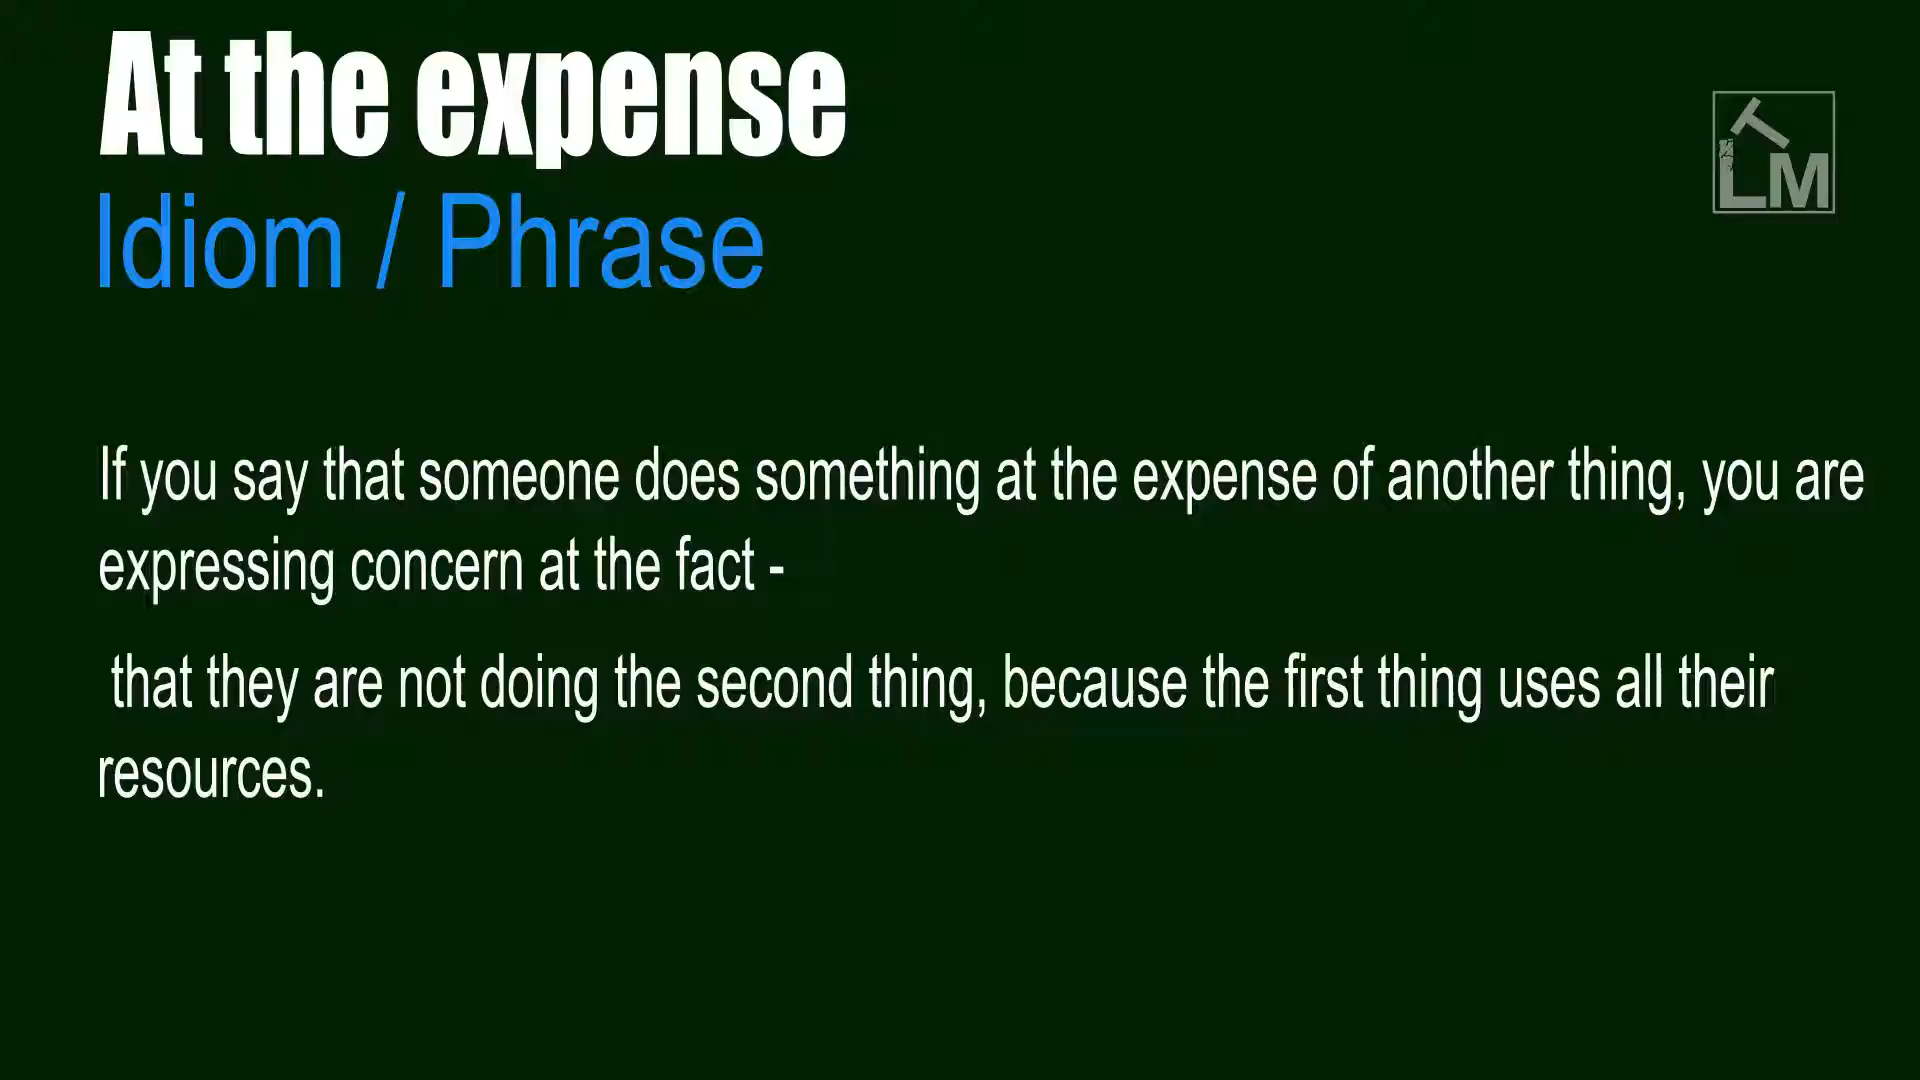 At the expense
Idiom / Phrase
LM
If you say that someone does something at the expense of another thing, you are
expressing concern at the fact -
that they are not doing the second thing, because the first thing uses all their
resources.